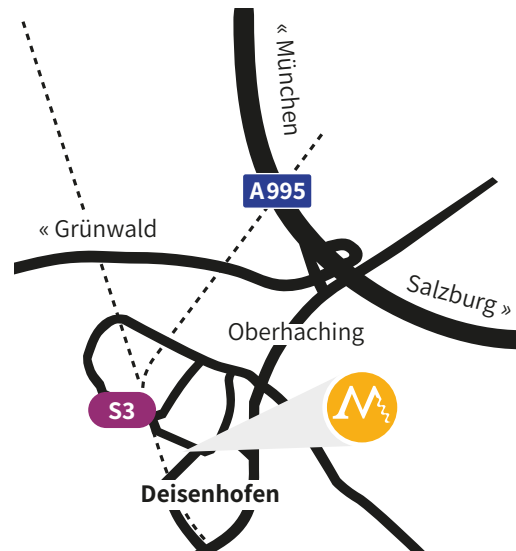 « München
A995
« Grünwald
Salzburg »
Oberhaching
S3
Deisenhofen